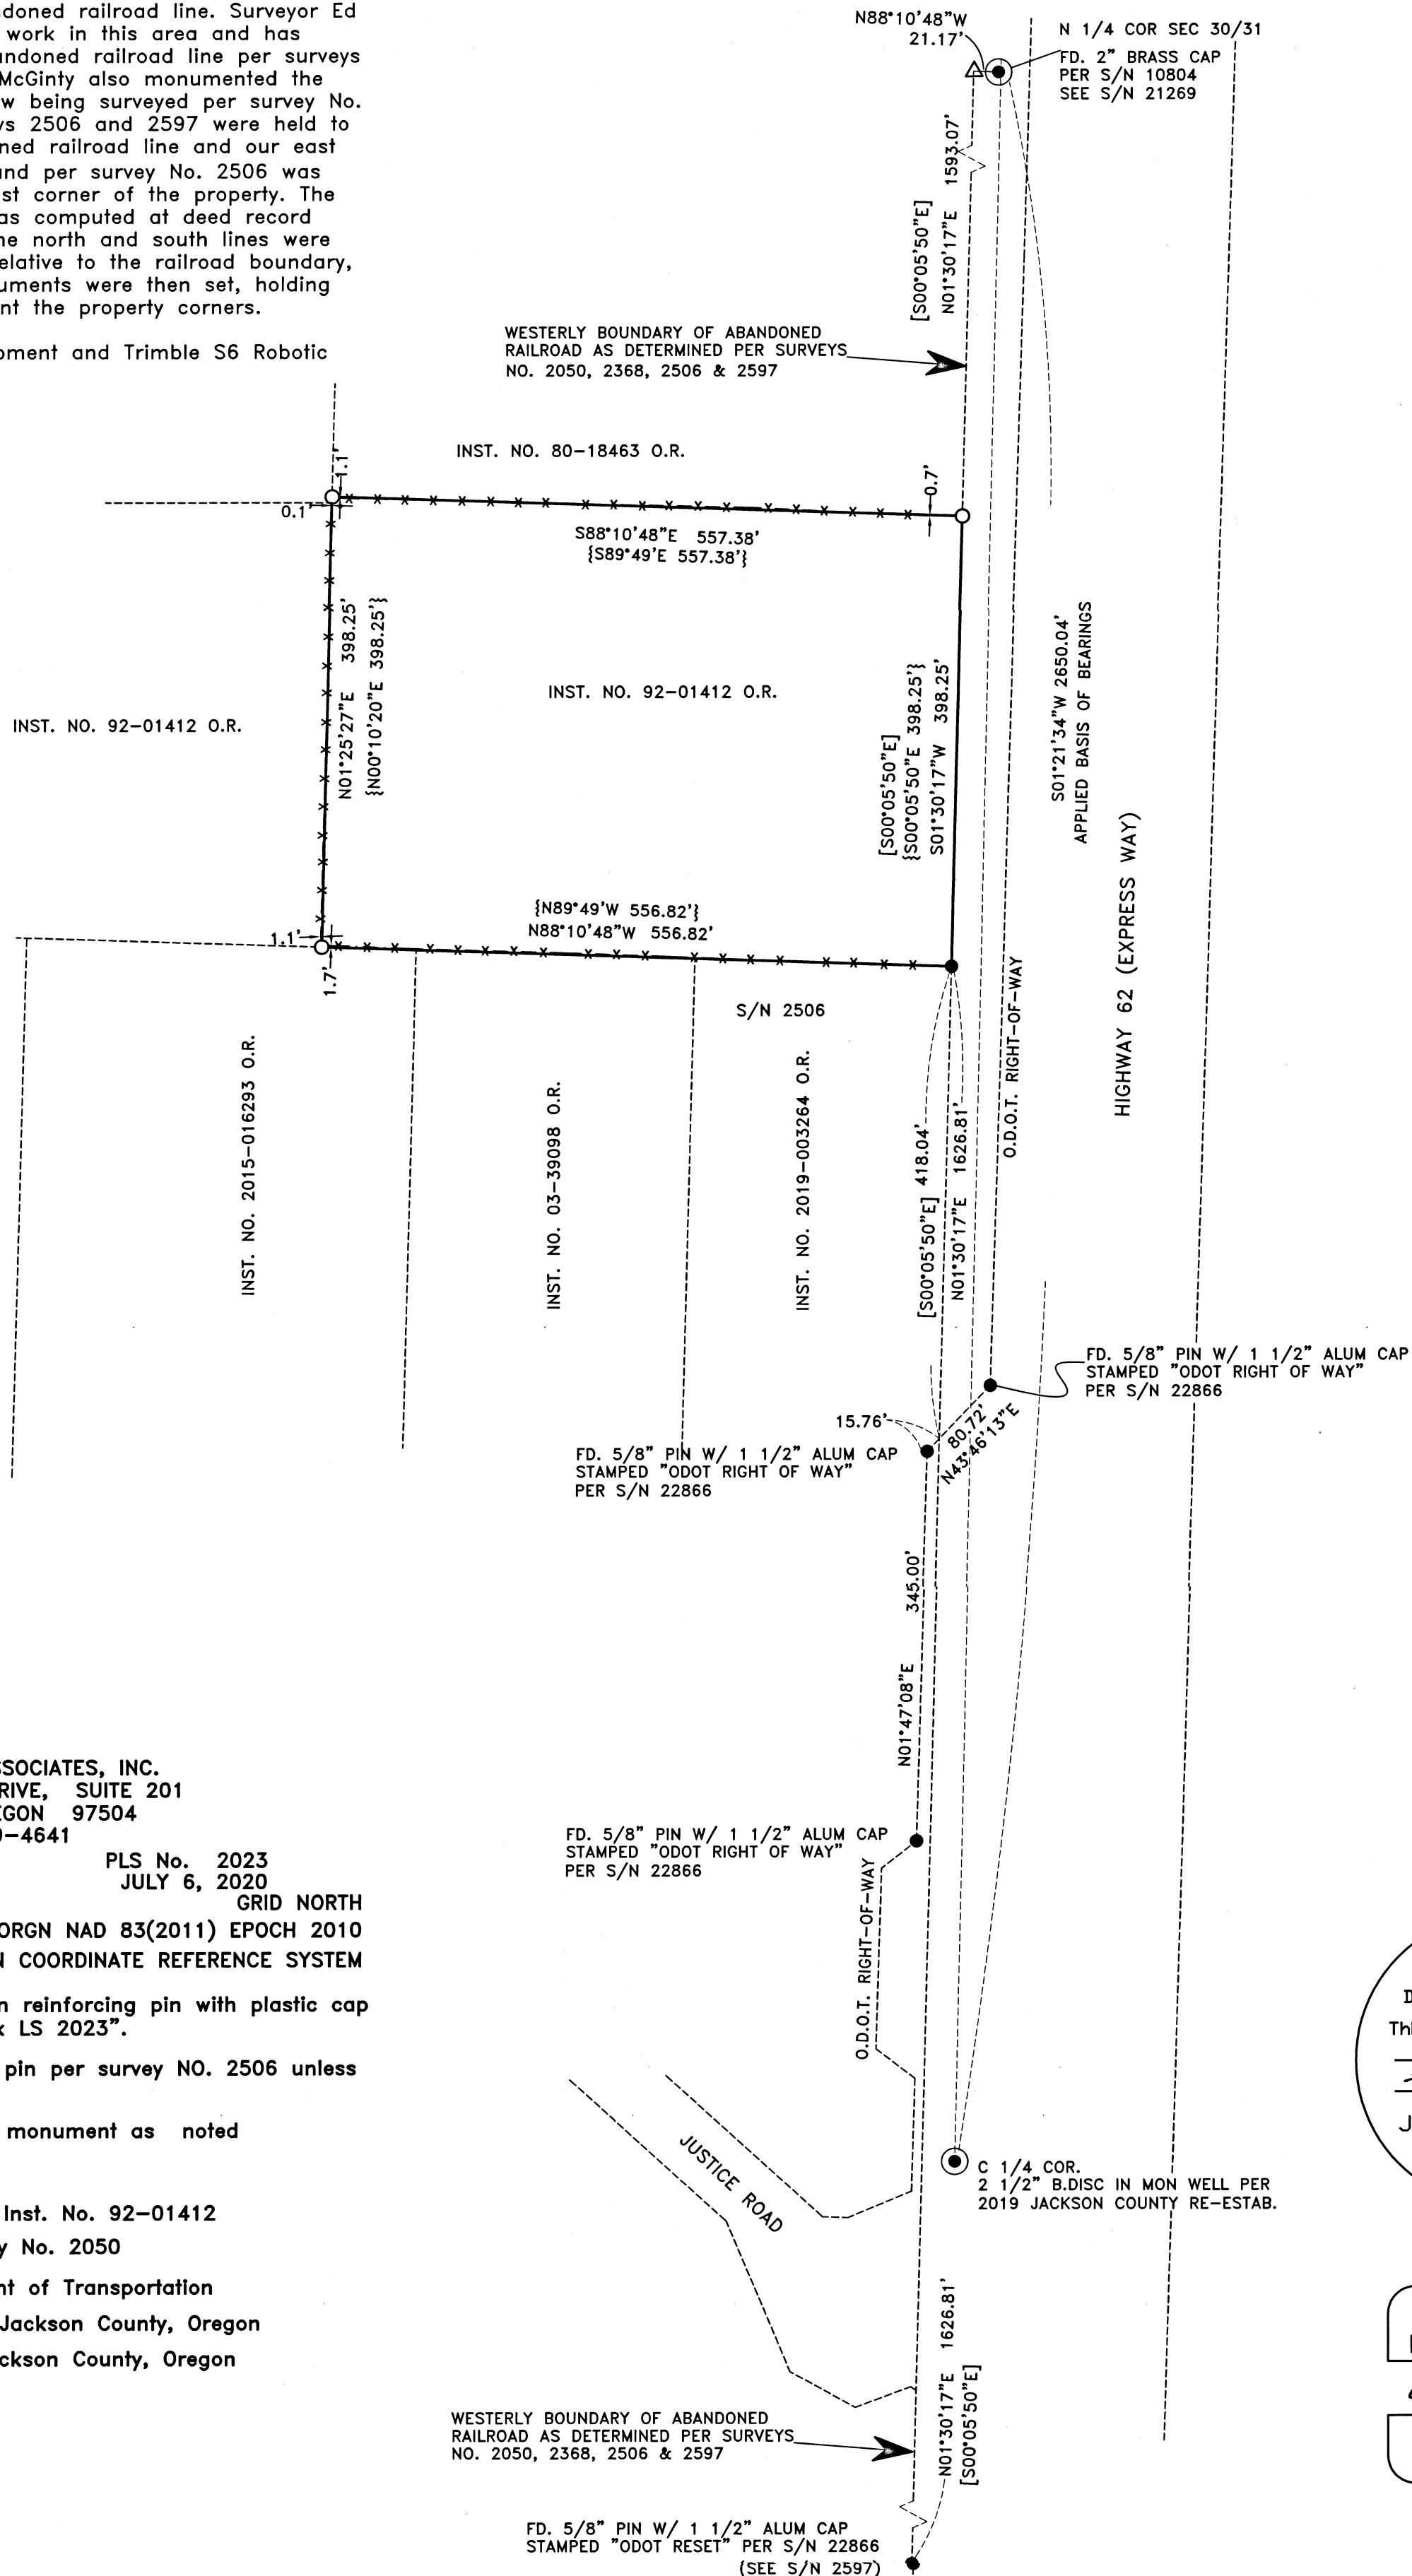 doned railroad line. Surveyor Ed
work in this area and has
andoned railroad line per surveys
McGinty also monumented the
w being surveyed per survey No.
ys 2506 and 2597 were held to
ned railroad line and our east
und per survey No. 2506 was
st corner of the property. The
as computed at deed record
ne north and south lines were
elative to the railroad boundary,
uments were then set, holding
nt the property corners.
pment and Trimble S6 Robotic
N88°10'48"W
21.17'
N 1/4 COR SEC 30/31
FD. 2" BRASS CAP
PER S/N 10804
SEE S/N 21269
[S00°05'50"E]
N01°30'17"E 1593.07'
WESTERLY BOUNDARY OF ABANDONED
RAILROAD AS DETERMINED PER SURVEYS
NO. 2050, 2368, 2506 & 2597
INST. NO. 80-18463 O.R.
1.1'
0.1'
0.7'
S88°10'48"E 557.38'
{S89°49'E 557.38'}
N01°25'27"E 398.25'
{N00°10'20"E 398.25'}
INST. NO. 92-01412 O.R.
INST. NO. 92-01412 O.R.
[S00°05'50"E]
{S00°05'50"E 398.25'}
S01°30'17"W 398.25'
S01°21'34"W 2650.04'
APPLIED BASIS OF BEARINGS
HIGHWAY 62 (EXPRESS WAY)
{N89°49'W 556.82'}
N88°10'48"W 556.82'
1.1'
1.7'
S/N 2506
O.D.O.T. RIGHT-OF-WAY
INST. NO. 2015-016293 O.R.
INST. NO. 03-39098 O.R.
INST. NO. 2019-003264 O.R.
[S00°05'50"E] 418.04'
N01°30'17"E 1626.81'
FD. 5/8" PIN W/ 1 1/2" ALUM CAP
STAMPED "ODOT RIGHT OF WAY"
PER S/N 22866
15.76'
80.72'
N43°46'13"E
FD. 5/8" PIN W/ 1 1/2" ALUM CAP
STAMPED "ODOT RIGHT OF WAY"
PER S/N 22866
N01°47'08"E 345.00'
SSOCIATES, INC.
RIVE, SUITE 201
EGON 97504
-4641
PLS No. 2023
JULY 6, 2020
GRID NORTH
ORGN NAD 83(2011) EPOCH 2010
N COORDINATE REFERENCE SYSTEM
n reinforcing pin with plastic cap
k LS 2023".
pin per survey NO. 2506 unless
monument as noted
Inst. No. 92-01412
y No. 2050
nt of Transportation
Jackson County, Oregon
ckson County, Oregon
FD. 5/8" PIN W/ 1 1/2" ALUM CAP
STAMPED "ODOT RIGHT OF WAY"
PER S/N 22866
O.D.O.T. RIGHT-OF-WAY
JUSTICE ROAD
C 1/4 COR.
2 1/2" B.DISC IN MON WELL PER
2019 JACKSON COUNTY RE-ESTAB.
N01°30'17"E 1626.81'
[S00°05'50"E]
WESTERLY BOUNDARY OF ABANDONED
RAILROAD AS DETERMINED PER SURVEYS
NO. 2050, 2368, 2506 & 2597
FD. 5/8" PIN W/ 1 1/2" ALUM CAP
STAMPED "ODOT RESET" PER S/N 22866
(SEE S/N 2597)